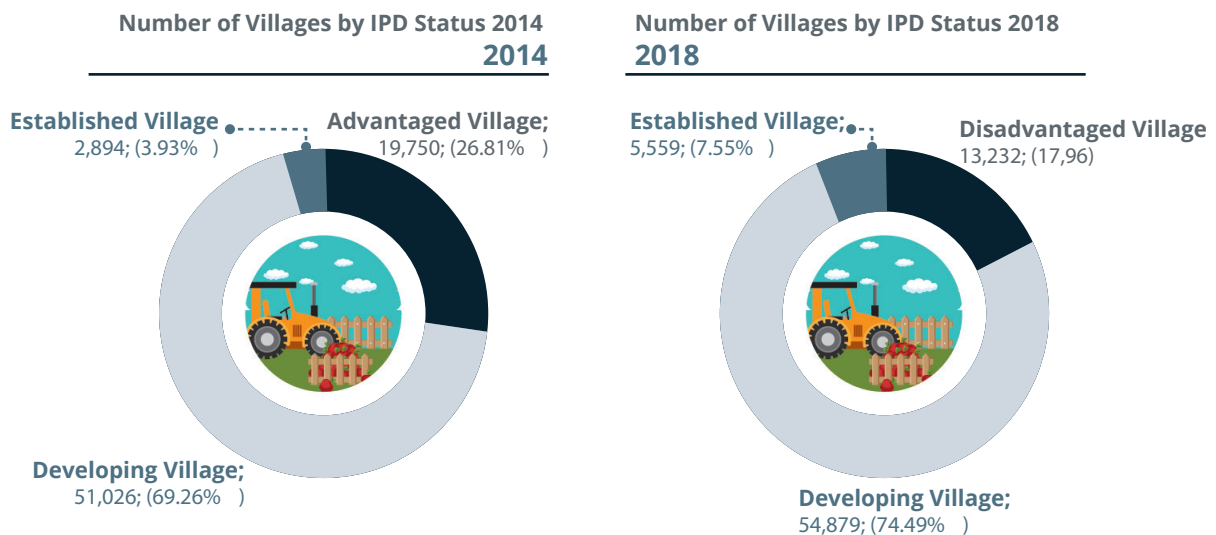 Number of Villages by IPD Status 2014
2014
Established Village
2,894; (3.93% )
Advantaged Village;
19,750; (26.81% )
Developing Village;
51,026; (69.26% )
Number of Villages by IPD Status 2018
2018
Established Village;
5,559; (7.55% )
Disadvantaged Village
13,232; (17,96)
Developing Village;
54,879; (74.49% )